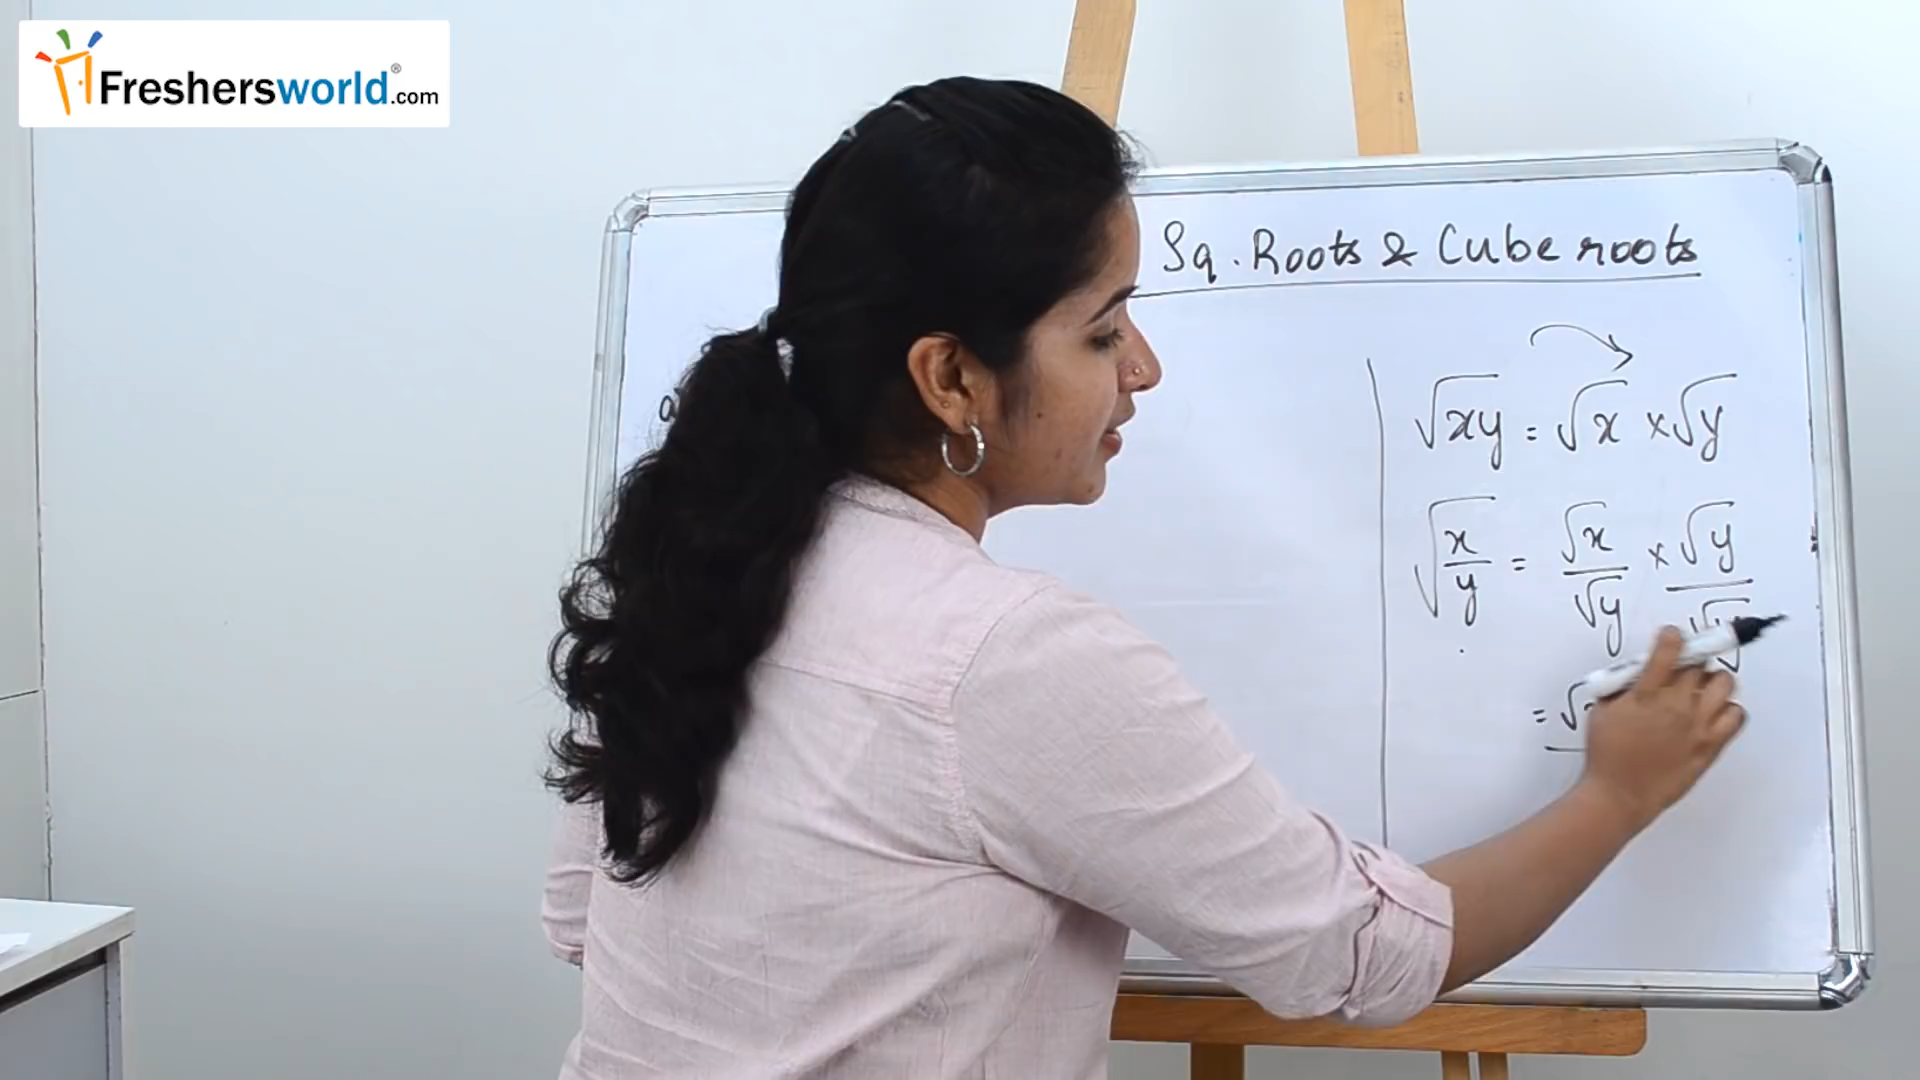 Freshersworld.com
Sq. Roots & Cube roots
√xy = √x × √y
√x/y = √x/√y × √y/√y
= √x